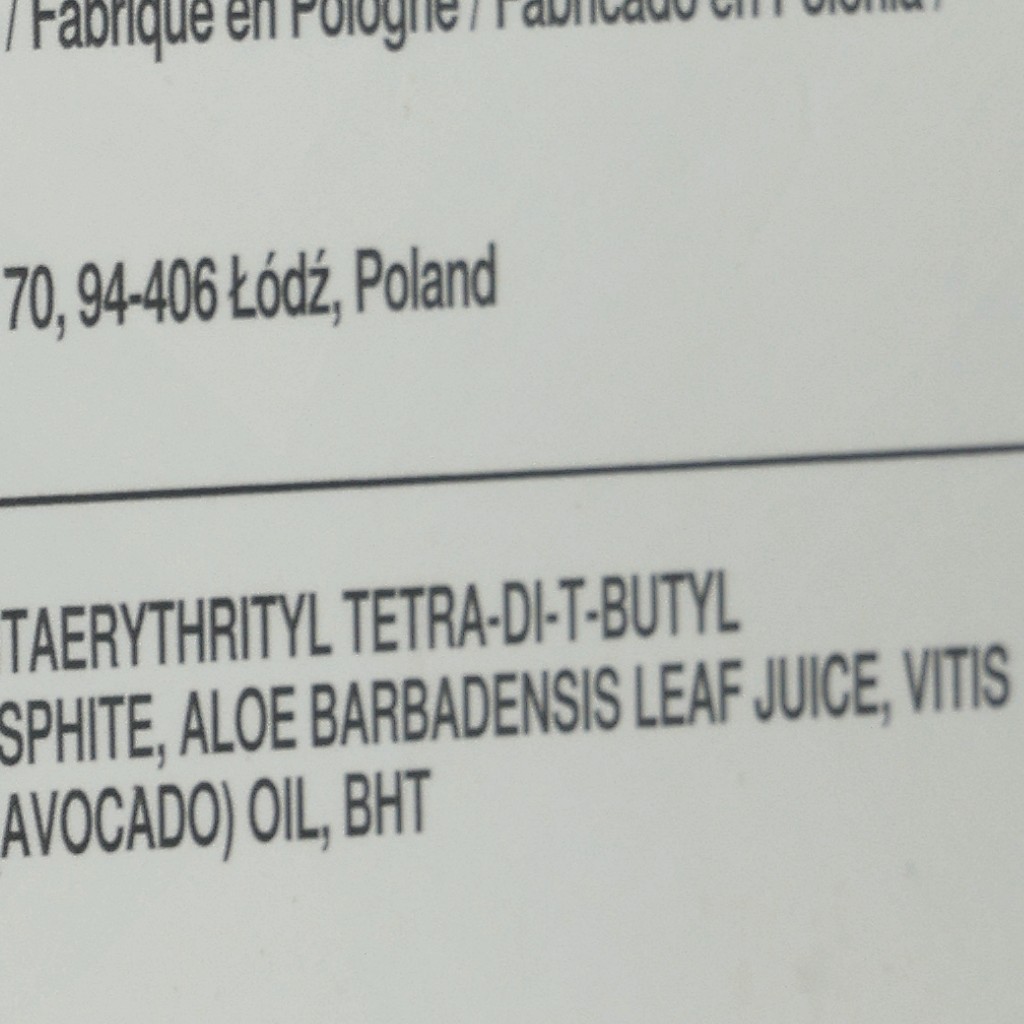 / Fabriqué en Pologne / Fabricado en Polonia /
70, 94-406 Łódź, Poland
TAERYTHRITYL TETRA-DI-T-BUTYL
SPHITE, ALOE BARBADENSIS LEAF JUICE, VITIS
AVOCADO) OIL, BHT